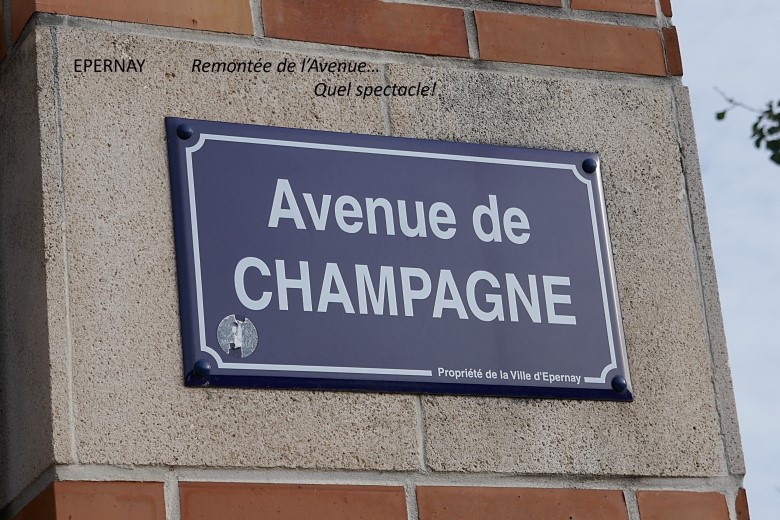 EPERNAY Remontée de l'Avenue...
Quel spectacle!
Avenue de
CHAMPAGNE
Propriété de la Ville d'Epernay